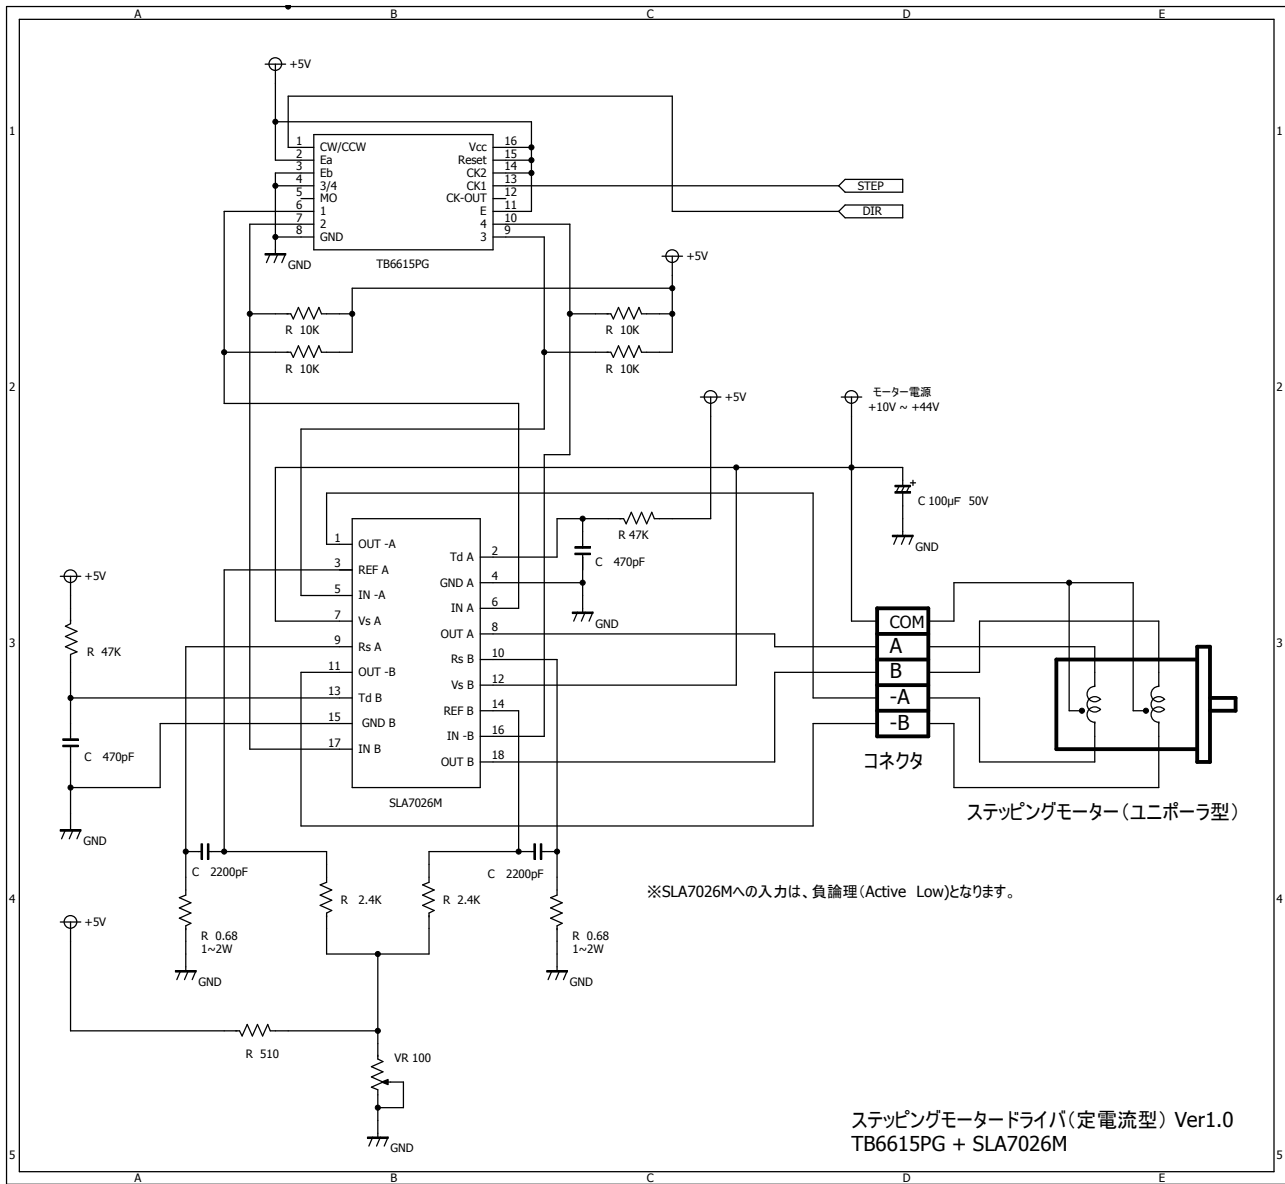 A B C D E
+5V
1 1
1 CW/CCW Vcc 16
2 Ea Reset 15
3 Eb CK2 14
4 3/4 CK1 13
5 MO CK-OUT 12
6 1 E 11
7 2 4 10
8 GND 3 9
STEP
DIR
GND
TB6615PG
+5V
R 10K
R 10K
R 10K
R 10K
2 2
+5V
モーター電源
+10V ~ +44V
C 100µF 50V
GND
R 47K
C 470pF
GND
1 OUT -A
3 REF A
5 IN -A
7 Vs A
9 Rs A
11 OUT -B
13 Td B
15 GND B
17 IN B
Td A 2
GND A 4
IN A 6
OUT A 8
Rs B 10
Vs B 12
REF B 14
IN -B 16
OUT B 18
SLA7026M
+5V
3 3
R 47K
C 470pF
GND
COM
A
B
-A
-B
コネクタ
ステッピングモーター(ユニポーラ型)
C 2200pF
C 2200pF
R 2.4K
R 2.4K
※SLA7026Mへの入力は、負論理(Active Low)となります。
4 4
+5V
R 0.68
1~2W
GND
R 0.68
1~2W
GND
R 510
VR 100
GND
ステッピングモータードライバ(定電流型) Ver1.0
TB6615PG + SLA7026M
5 5
A B C D E